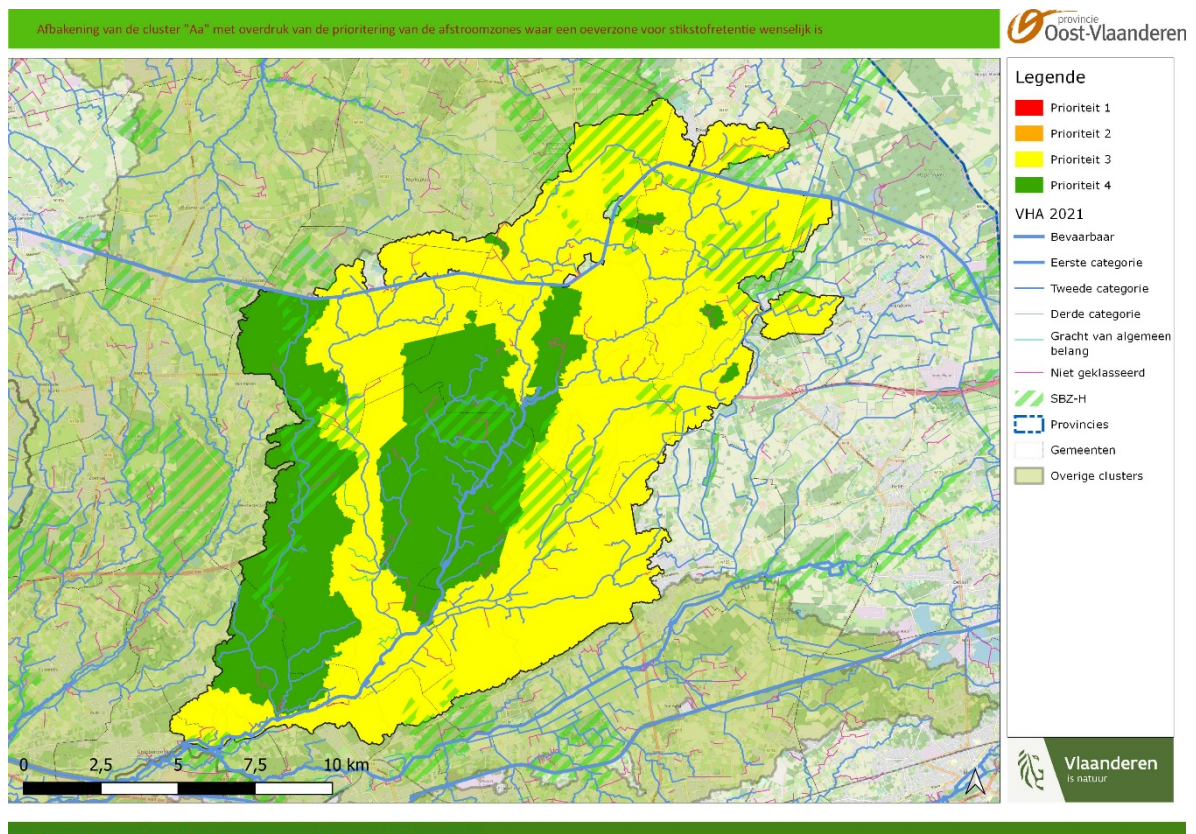 Afbakening van de cluster "Aa" met overdruk van de prioritering van de afstroomzones waar een oeverzone voor stikstofretentie wenselijk is
provincie
Oost-Vlaanderen
Legende
Prioriteit 1
Prioriteit 2
Prioriteit 3
Prioriteit 4
VHA 2021
Bevaarbaar
Eerste categorie
Tweede categorie
Derde categorie
Gracht van algemeen
belang
Niet geklasseerd
SBZ-H
Provincies
Gemeenten
Overige clusters
0 2,5 5 7,5 10 km
Vlaanderen
is natuur